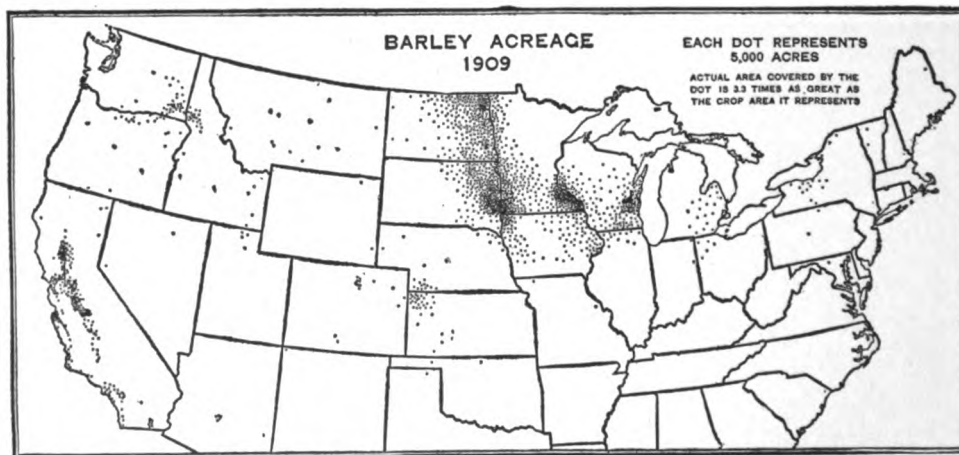 BARLEY ACREAGE
1909
EACH DOT REPRESENTS
5,000 ACRES
ACTUAL AREA COVERED BY THE
DOT IS 3.3 TIMES AS GREAT AS
THE CROP AREA IT REPRESENTS